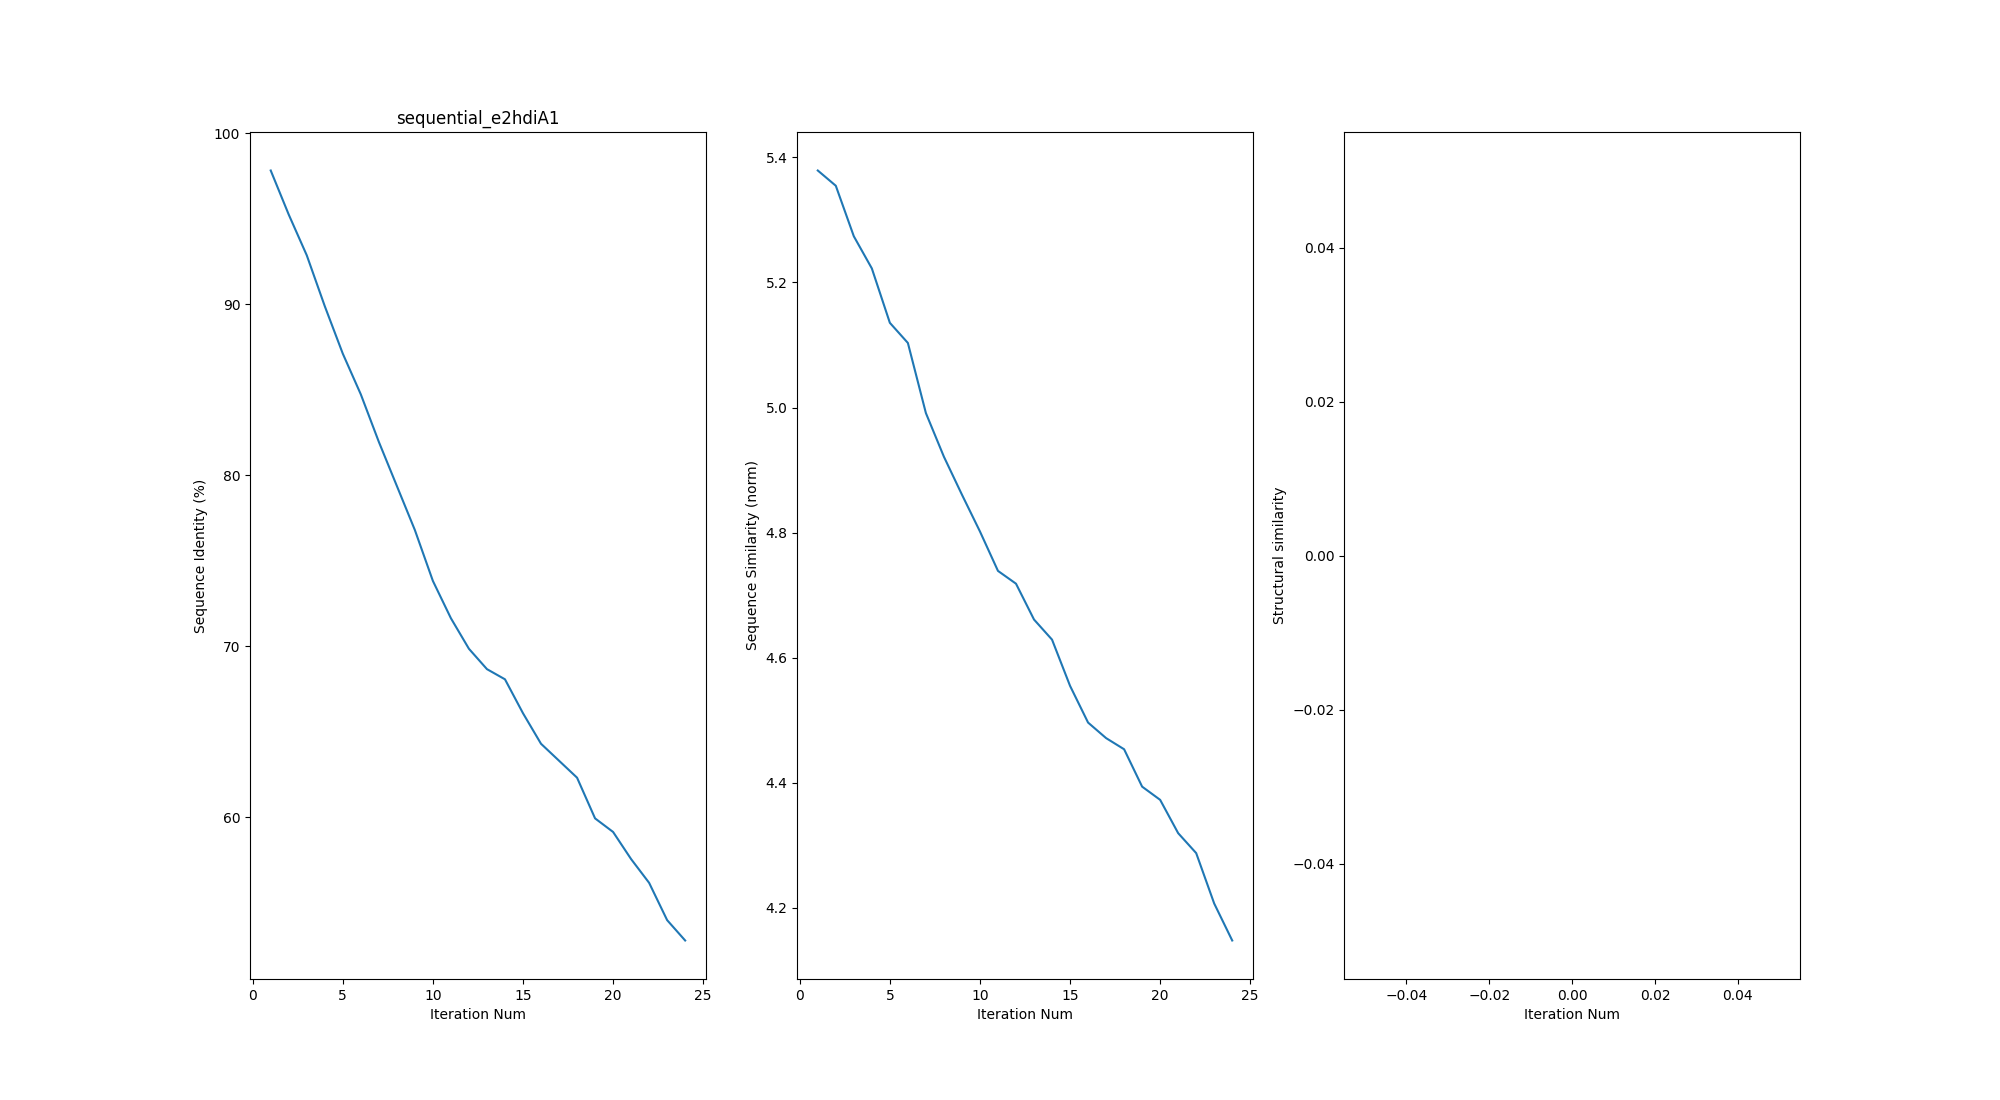 sequential_e2hdiA1
100
90
80
70
60
Sequence Identity (%)
0 5 10 15 20 25
Iteration Num
5.4
5.2
5.0
4.8
4.6
4.4
4.2
Sequence Similarity (norm)
0 5 10 15 20 25
Iteration Num
0.04
0.02
0.00
−0.02
−0.04
Structural similarity
−0.04 −0.02 0.00 0.02 0.04
Iteration Num